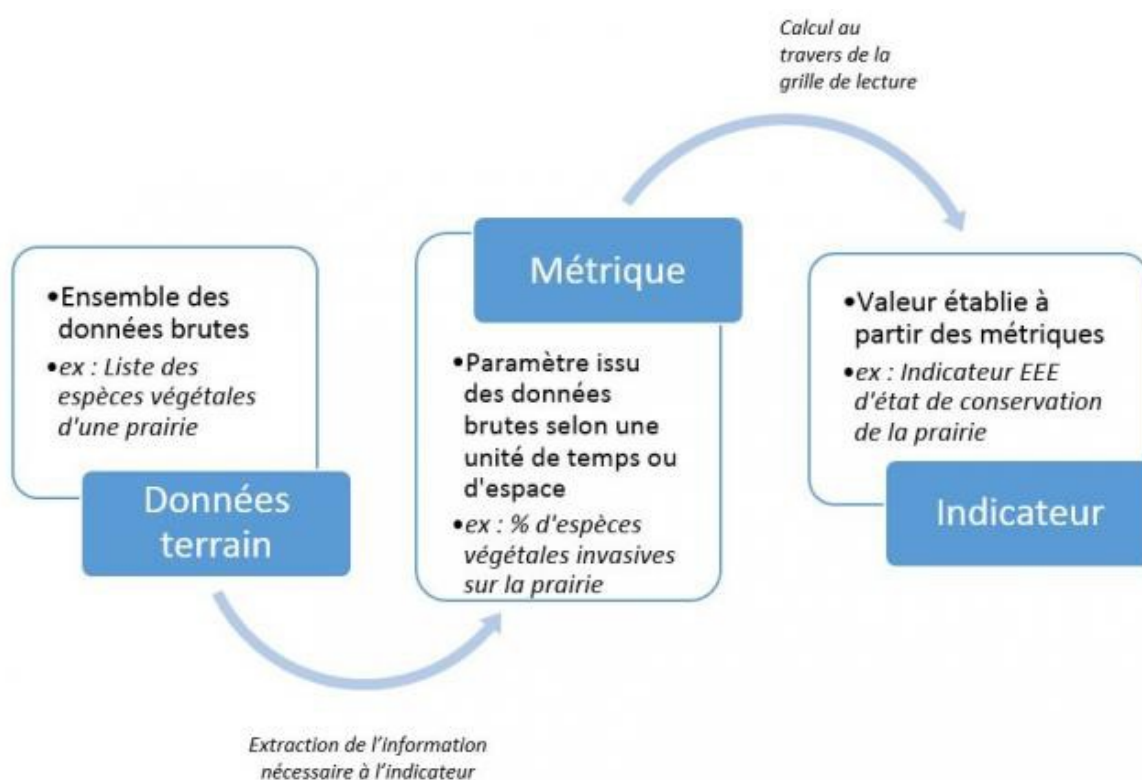 Calcul au
travers de la
grille de lecture
•Ensemble des
données brutes
•ex : Liste des
espèces végétales
d'une prairie
Données
terrain
Extraction de l'information
nécessaire à l'indicateur
Métrique
•Paramètre issu
des données
brutes selon une
unité de temps ou
d'espace
•ex : % d'espèces
végétales invasives
sur la prairie
•Valeur établie à
partir des métriques
•ex : Indicateur EEE
d'état de conservation
de la prairie
Indicateur